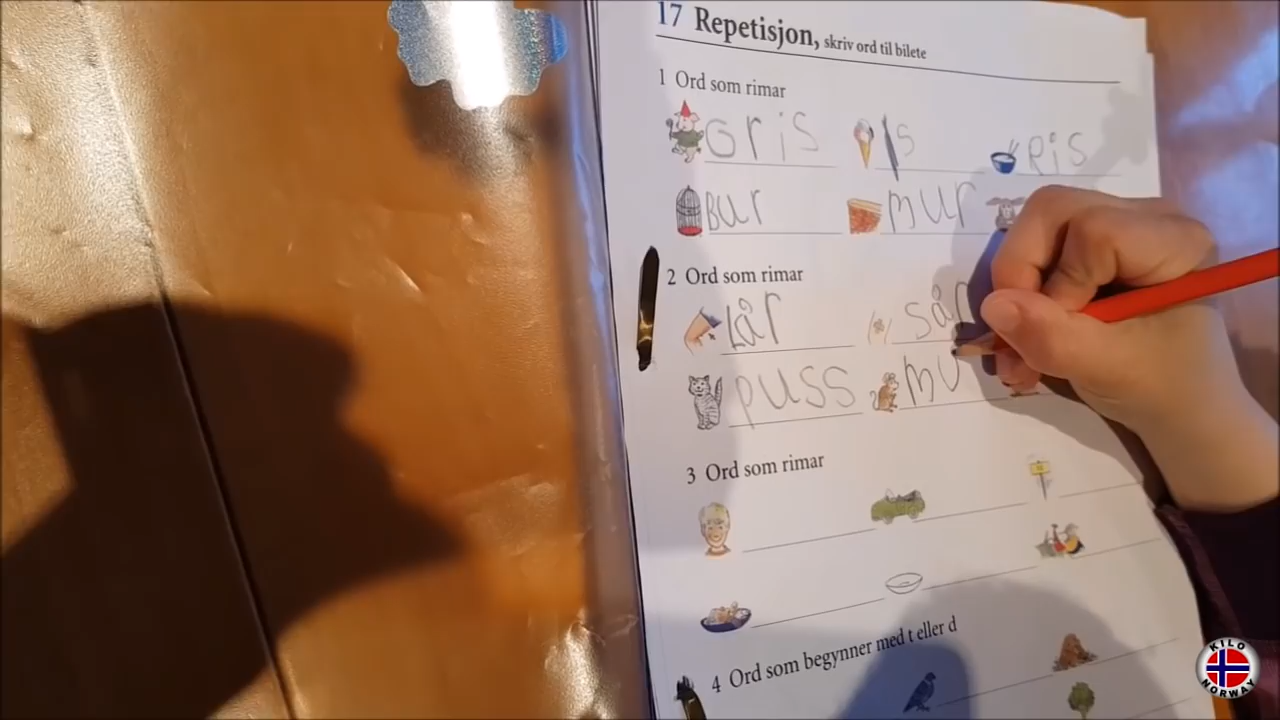 17 Repetisjon, skriv ord til bilete
1 Ord som rimar
Gris Is Ris
Bur mur
2 Ord som rimar
Lår sår
puss mu
3 Ord som rimar
4 Ord som begynner med t eller d
KILO
NORWAY